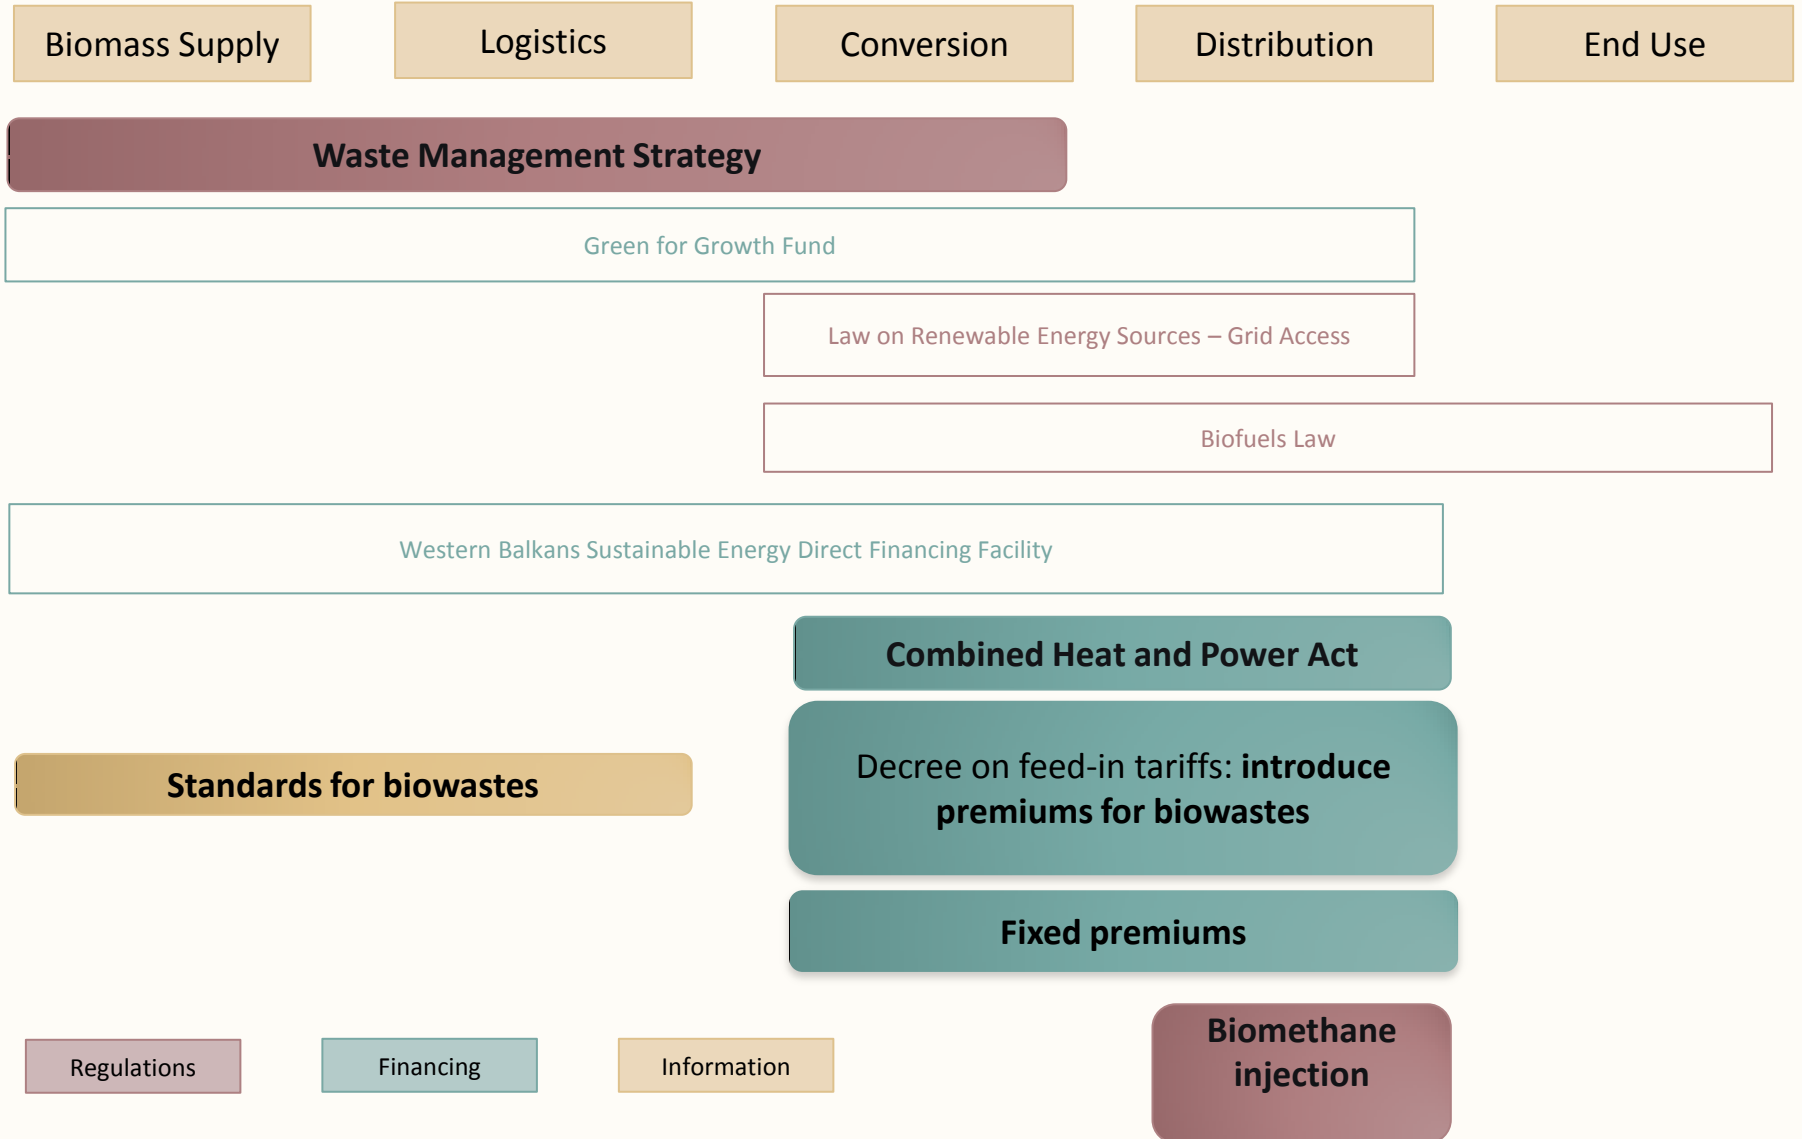 Biomass Supply
Logistics
Conversion
Distribution
End Use
Waste Management Strategy
Green for Growth Fund
Law on Renewable Energy Sources – Grid Access
Biofuels Law
Western Balkans Sustainable Energy Direct Financing Facility
Combined Heat and Power Act
Decree on feed-in tariffs: introduce
premiums for biowastes
Standards for biowastes
Fixed premiums
Biomethane
injection
Regulations
Financing
Information